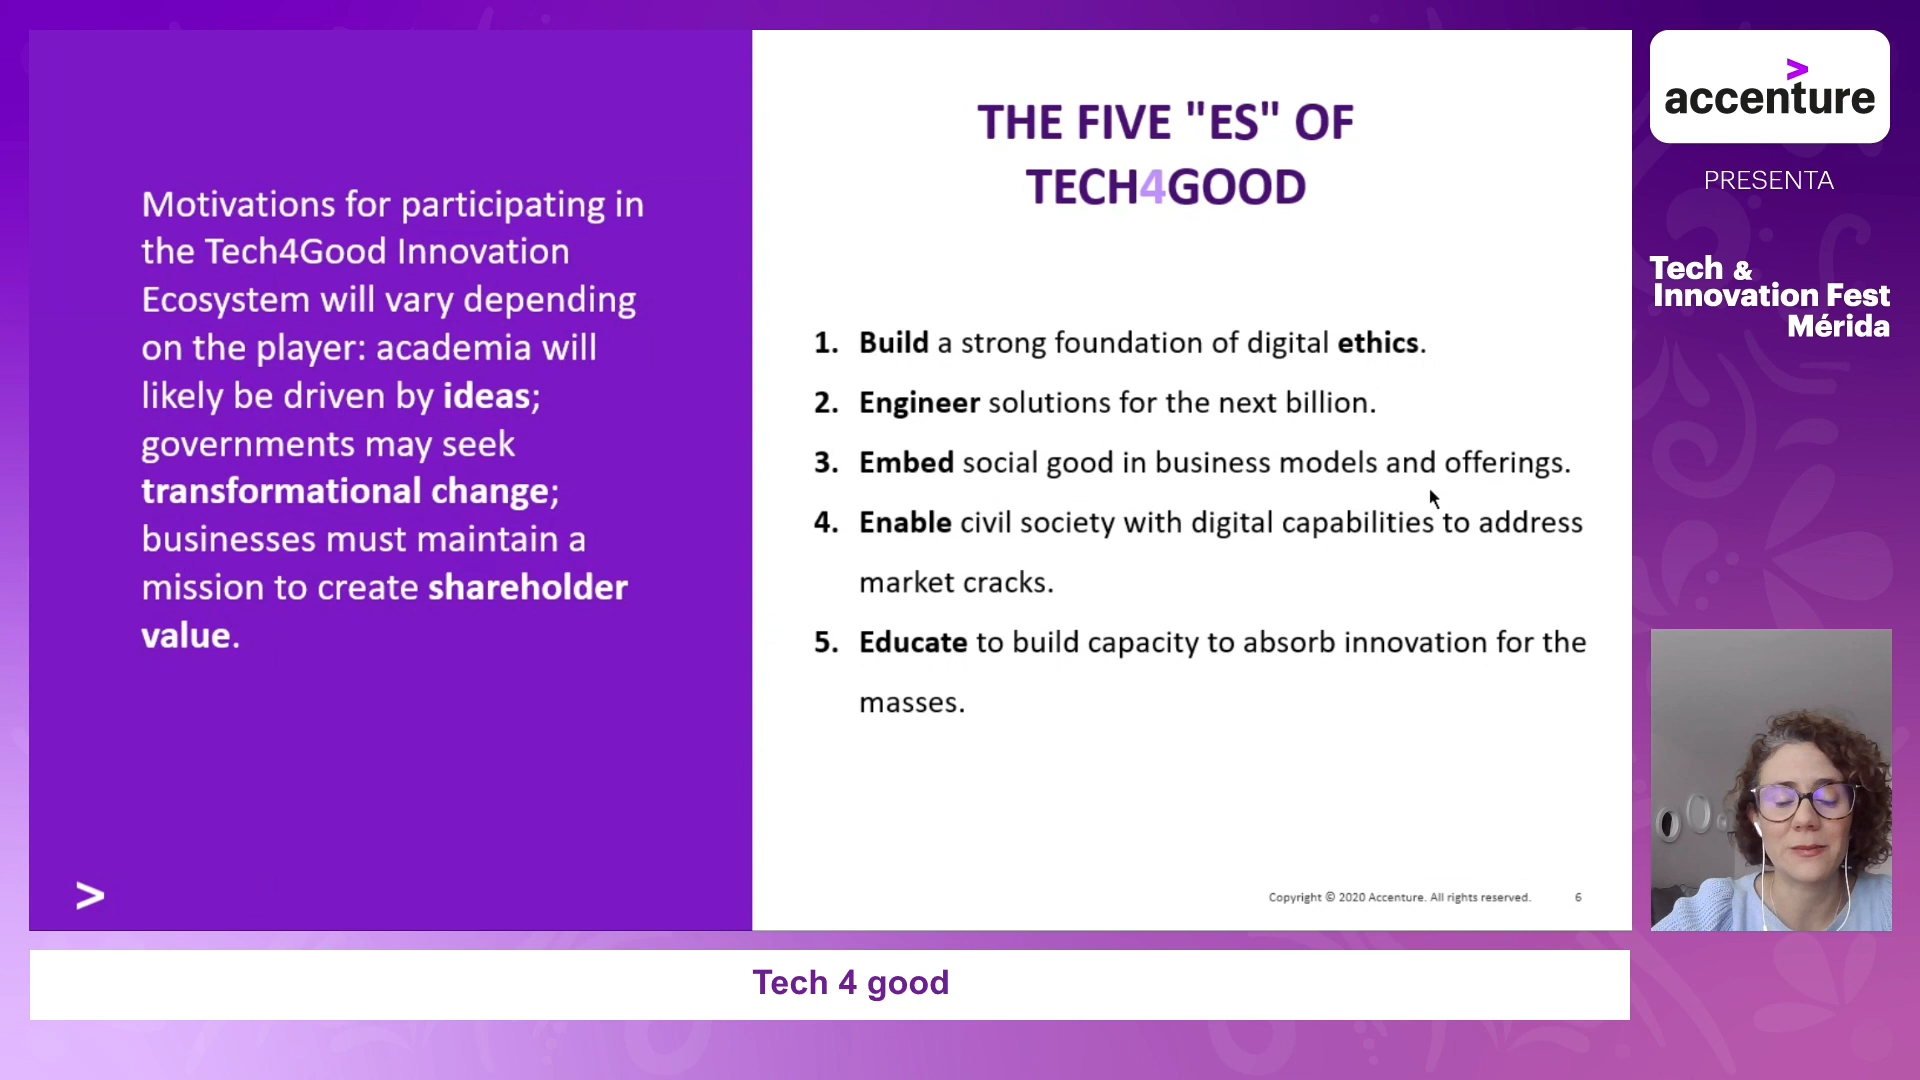 Motivations for participating in
the Tech4Good Innovation
Ecosystem will vary depending
on the player: academia will
likely be driven by ideas;
governments may seek
transformational change;
businesses must maintain a
mission to create shareholder
value.
>
THE FIVE "ES" OF
TECH4GOOD
1. Build a strong foundation of digital ethics.
2. Engineer solutions for the next billion.
3. Embed social good in business models and offerings.
4. Enable civil society with digital capabilities to address
market cracks.
5. Educate to build capacity to absorb innovation for the
masses.
Copyright © 2020 Accenture. All rights reserved. 6
accenture
PRESENTA
Tech &
Innovation Fest
Mérida
Tech 4 good